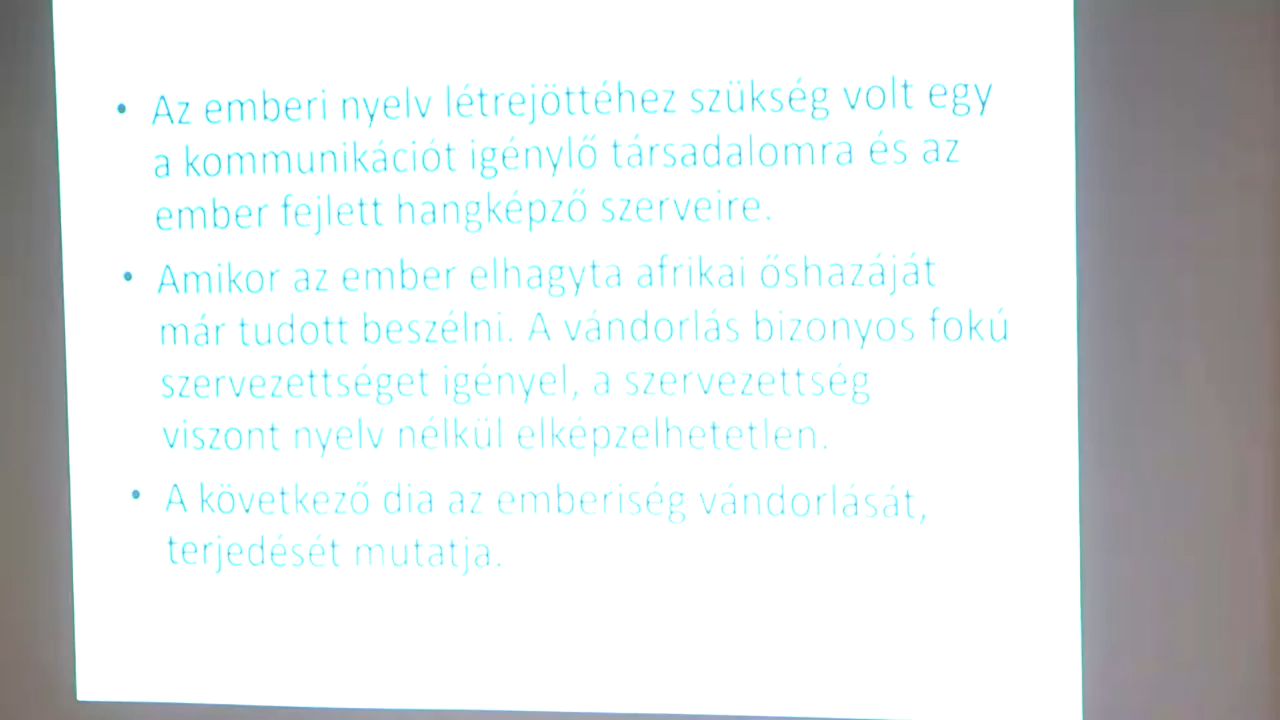 • Az emberi nyelv létrejöttéhez szükség volt egy
a kommunikációt igénylő társadalomra és az
ember fejlett hangképző szerveire.
• Amikor az ember elhagyta afrikai őshazáját
már tudott beszélni. A vándorlás bizonyos fokú
szervezettséget igényel, a szervezettség
viszont nyelv nélkül elképzelhetetlen.
• A következő dia az emberiség vándorlását,
terjedését mutatja.